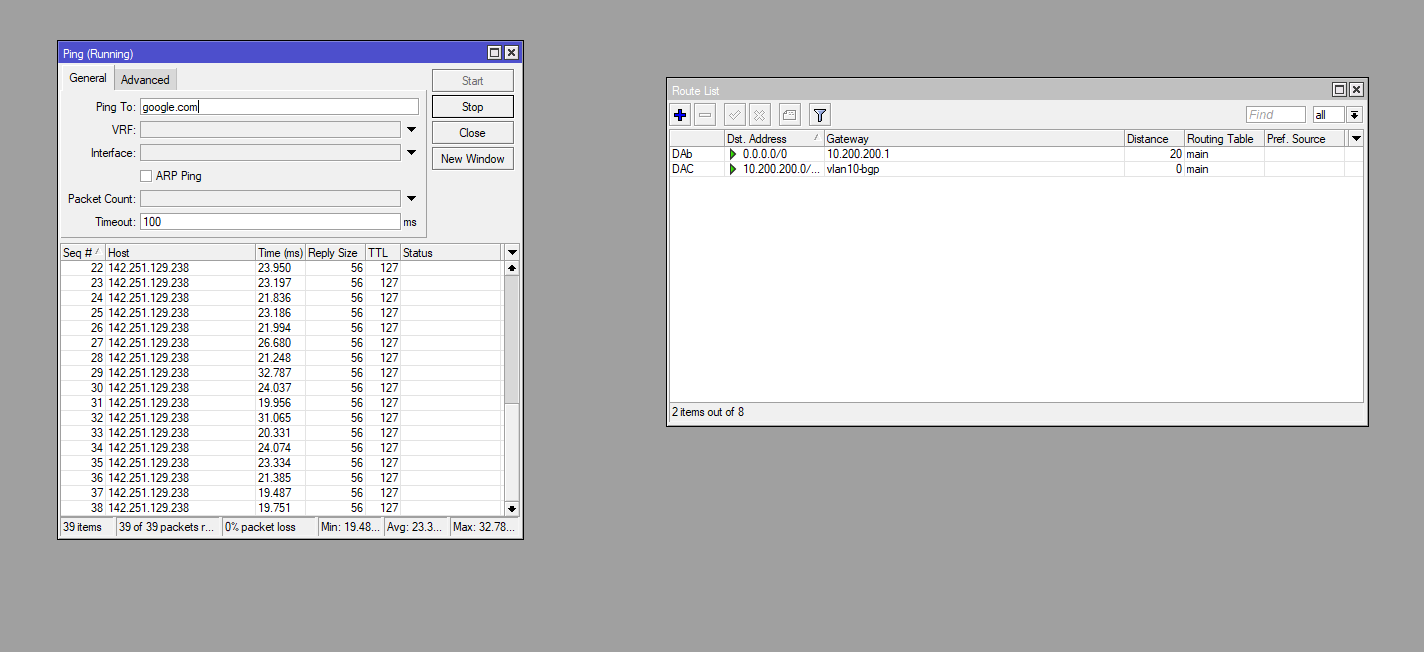 Ping (Running)
General Advanced
Start
Ping To: google.com
Stop
VRF:
Close
Interface:
New Window
ARP Ping
Packet Count:
Timeout: 100 ms
Seq # Host Time (ms) Reply Size TTL Status
22 142.251.129.238 23.950 56 127
23 142.251.129.238 23.197 56 127
24 142.251.129.238 21.836 56 127
25 142.251.129.238 23.186 56 127
26 142.251.129.238 21.994 56 127
27 142.251.129.238 26.680 56 127
28 142.251.129.238 21.248 56 127
29 142.251.129.238 32.787 56 127
30 142.251.129.238 24.037 56 127
31 142.251.129.238 19.956 56 127
32 142.251.129.238 31.065 56 127
33 142.251.129.238 20.331 56 127
34 142.251.129.238 24.074 56 127
35 142.251.129.238 23.334 56 127
36 142.251.129.238 21.385 56 127
37 142.251.129.238 19.487 56 127
38 142.251.129.238 19.751 56 127
39 items 39 of 39 packets r... 0% packet loss Min: 19.48... Avg: 23.3... Max: 32.78...
Route List
Find all
Dst. Address Gateway Distance Routing Table Pref. Source
DAb 0.0.0.0/0 10.200.200.1 20 main
DAC 10.200.200.0/... vlan10-bgp 0 main
2 items out of 8